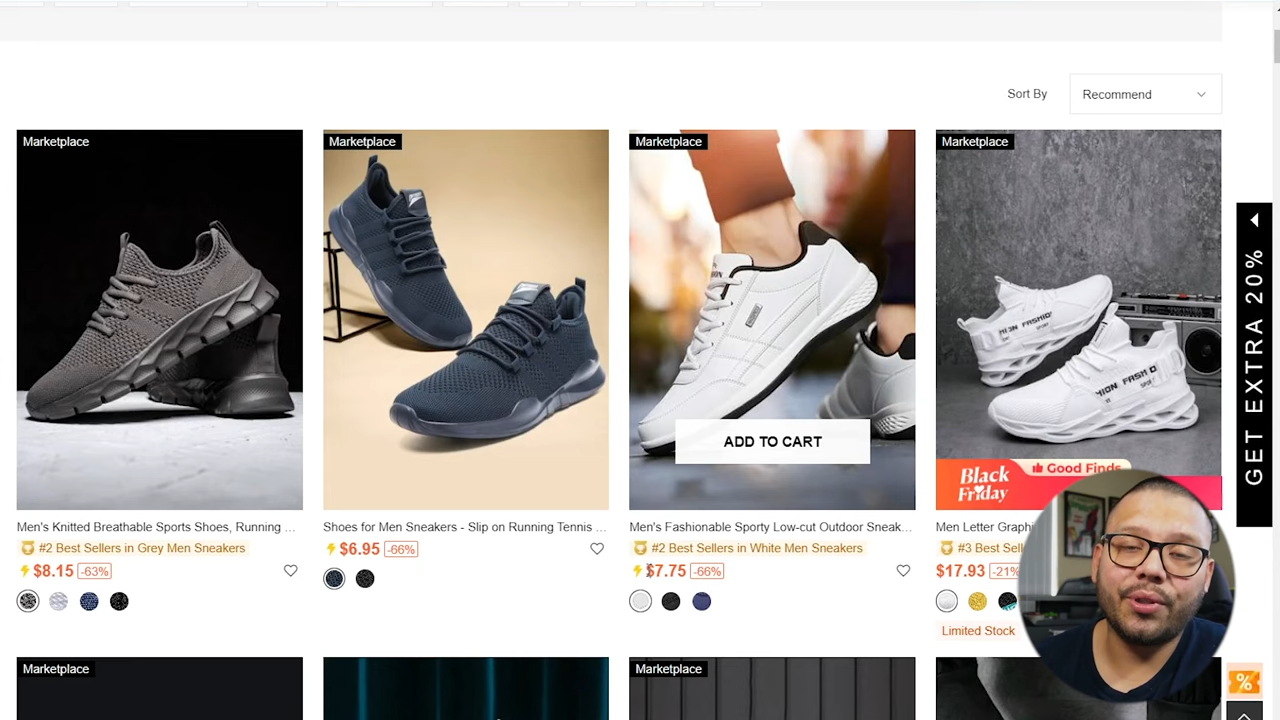 Sort By
Recommend
Marketplace
Marketplace
Marketplace
Marketplace
ADD TO CART
Black
Friday
Good Finds
GET EXTRA 20%
Men's Knitted Breathable Sports Shoes, Running ...
#2 Best Sellers in Grey Men Sneakers
$8.15 -63%
Shoes for Men Sneakers - Slip on Running Tennis ...
$6.95 -66%
Men's Fashionable Sporty Low-cut Outdoor Sneak...
#2 Best Sellers in White Men Sneakers
$7.75 -66%
Men Letter Graphi
#3 Best Sell
$17.93 -21%
Limited Stock
Marketplace
Marketplace
%